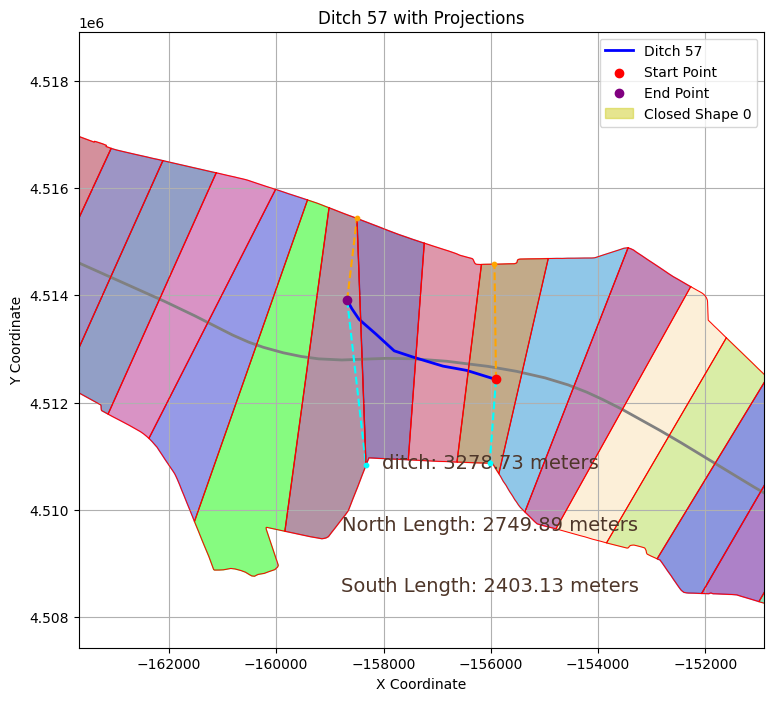 Ditch 57 with Projections
1e6
Ditch 57
Start Point
End Point
Closed Shape 0
4.518
4.516
4.514
4.512
4.510
4.508
Y Coordinate
ditch: 3278.73 meters
North Length: 2749.89 meters
South Length: 2403.13 meters
−162000
−160000
−158000
−156000
−154000
−152000
X Coordinate